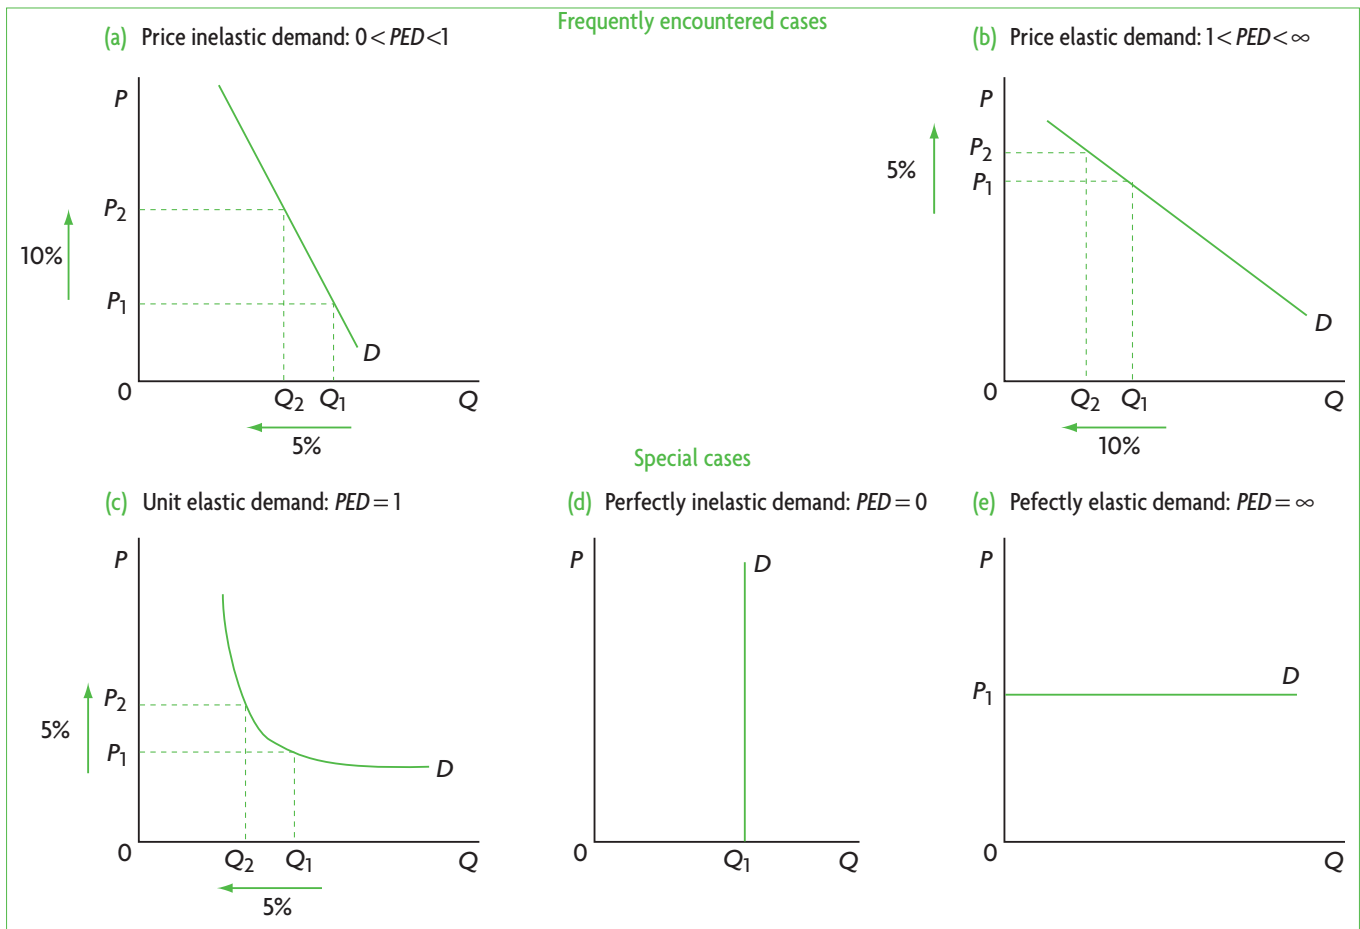 Frequently encountered cases
(a) Price inelastic demand: 0 < PED < 1
P
P2
10%
P1
D
0
Q2 Q1 Q
5%
(b) Price elastic demand: 1 < PED < ∞
P
P2
5%
P1
D
0
Q2 Q1 Q
10%
Special cases
(c) Unit elastic demand: PED = 1
P
P2
5%
P1
D
0
Q2 Q1 Q
5%
(d) Perfectly inelastic demand: PED = 0
P
D
0
Q1 Q
(e) Pefectly elastic demand: PED = ∞
P
D
P1
0
Q